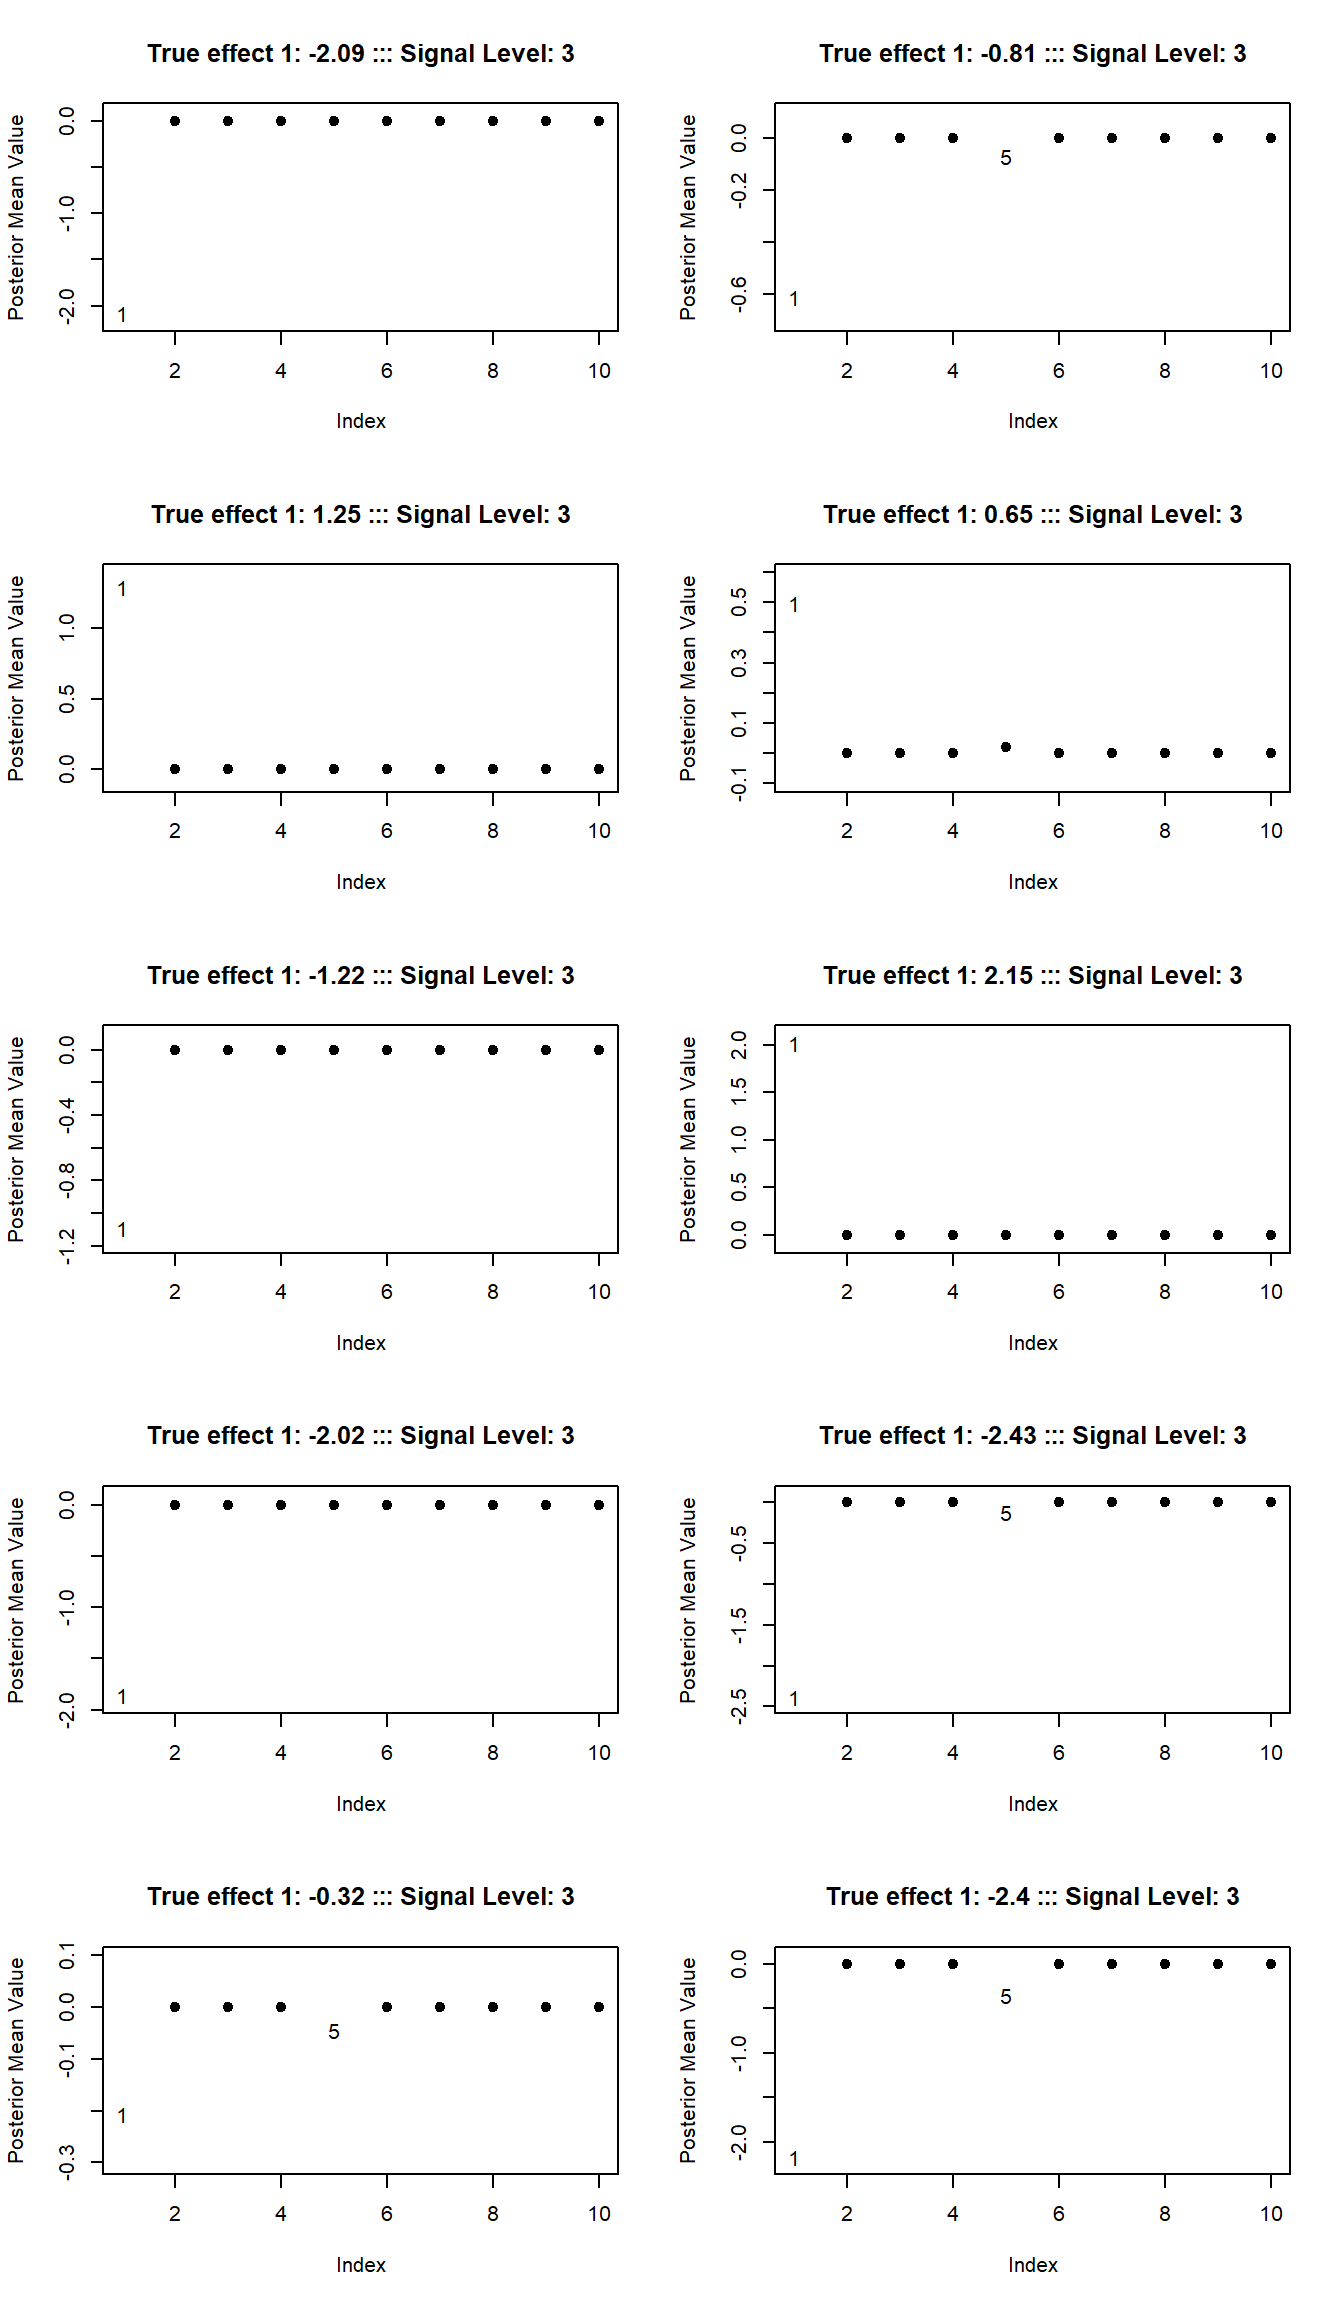 True effect 1: -2.09 ::: Signal Level: 3
Posterior Mean Value
0.0
-1.0
-2.0
1
2 4 6 8 10
Index
True effect 1: -0.81 ::: Signal Level: 3
Posterior Mean Value
0.0
-0.2
-0.6
5
1
2 4 6 8 10
Index
True effect 1: 1.25 ::: Signal Level: 3
Posterior Mean Value
1
1.0
0.5
0.0
2 4 6 8 10
Index
True effect 1: 0.65 ::: Signal Level: 3
Posterior Mean Value
0.5
1
0.3
0.1
-0.1
2 4 6 8 10
Index
True effect 1: -1.22 ::: Signal Level: 3
Posterior Mean Value
0.0
-0.4
-0.8
1
-1.2
2 4 6 8 10
Index
True effect 1: 2.15 ::: Signal Level: 3
Posterior Mean Value
2.0
1
1.5
1.0
0.5
0.0
2 4 6 8 10
Index
True effect 1: -2.02 ::: Signal Level: 3
Posterior Mean Value
0.0
-1.0
1
-2.0
2 4 6 8 10
Index
True effect 1: -2.43 ::: Signal Level: 3
Posterior Mean Value
5
-0.5
-1.5
1
-2.5
2 4 6 8 10
Index
True effect 1: -0.32 ::: Signal Level: 3
Posterior Mean Value
0.1
0.0
5
-0.1
1
-0.3
2 4 6 8 10
Index
True effect 1: -2.4 ::: Signal Level: 3
Posterior Mean Value
0.0
5
-1.0
-2.0
1
2 4 6 8 10
Index